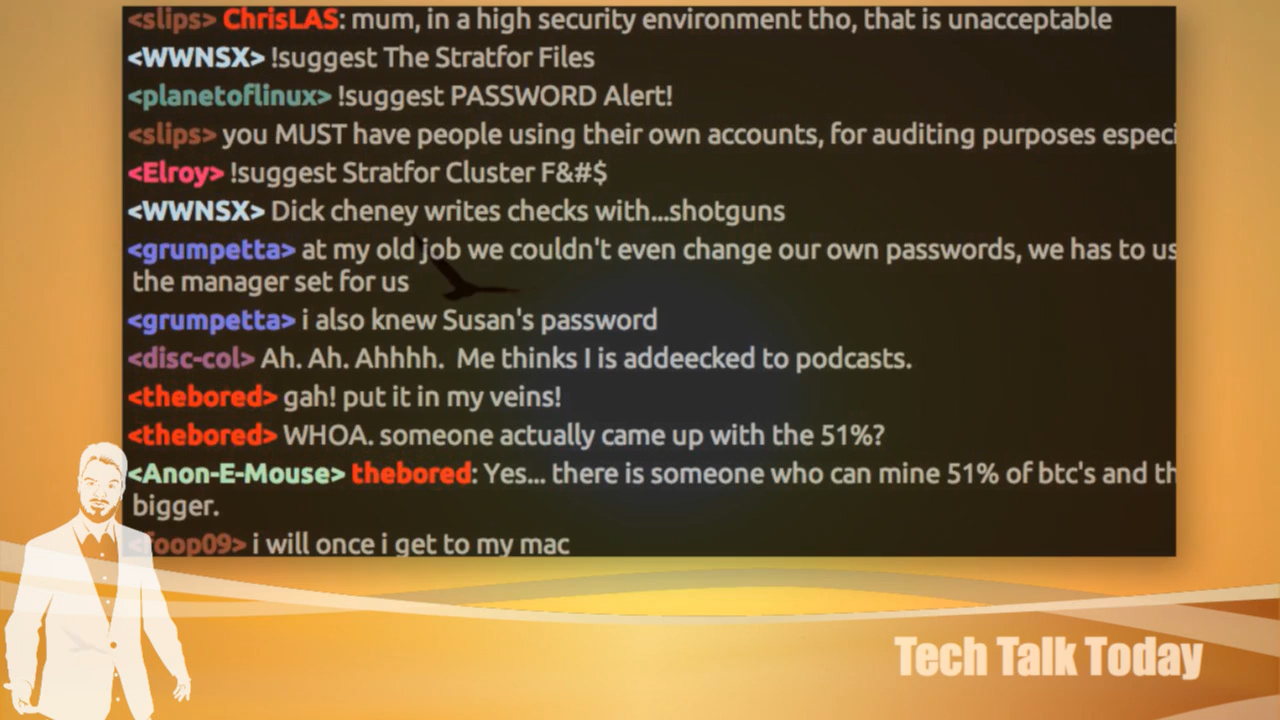 <slips> ChrisLAS: mum, in a high security environment tho, that is unacceptable
<WWNSX> !suggest The Stratfor Files
<planetoflinux> !suggest PASSWORD Alert!
<slips> you MUST have people using their own accounts, for auditing purposes especi
<Elroy> !suggest Stratfor Cluster F&#$
<WWNSX> Dick cheney writes checks with...shotguns
<grumpetta> at my old job we couldn't even change our own passwords, we has to us
the manager set for us
<grumpetta> i also knew Susan's password
<disc-col> Ah. Ah. Ahhhh. Me thinks I is addeecked to podcasts.
<thebored> gah! put it in my veins!
<thebored> WHOA. someone actually came up with the 51%?
<Anon-E-Mouse> thebored: Yes... there is someone who can mine 51% of btc's and th
bigger.
<foop09> i will once i get to my mac
Tech Talk Today